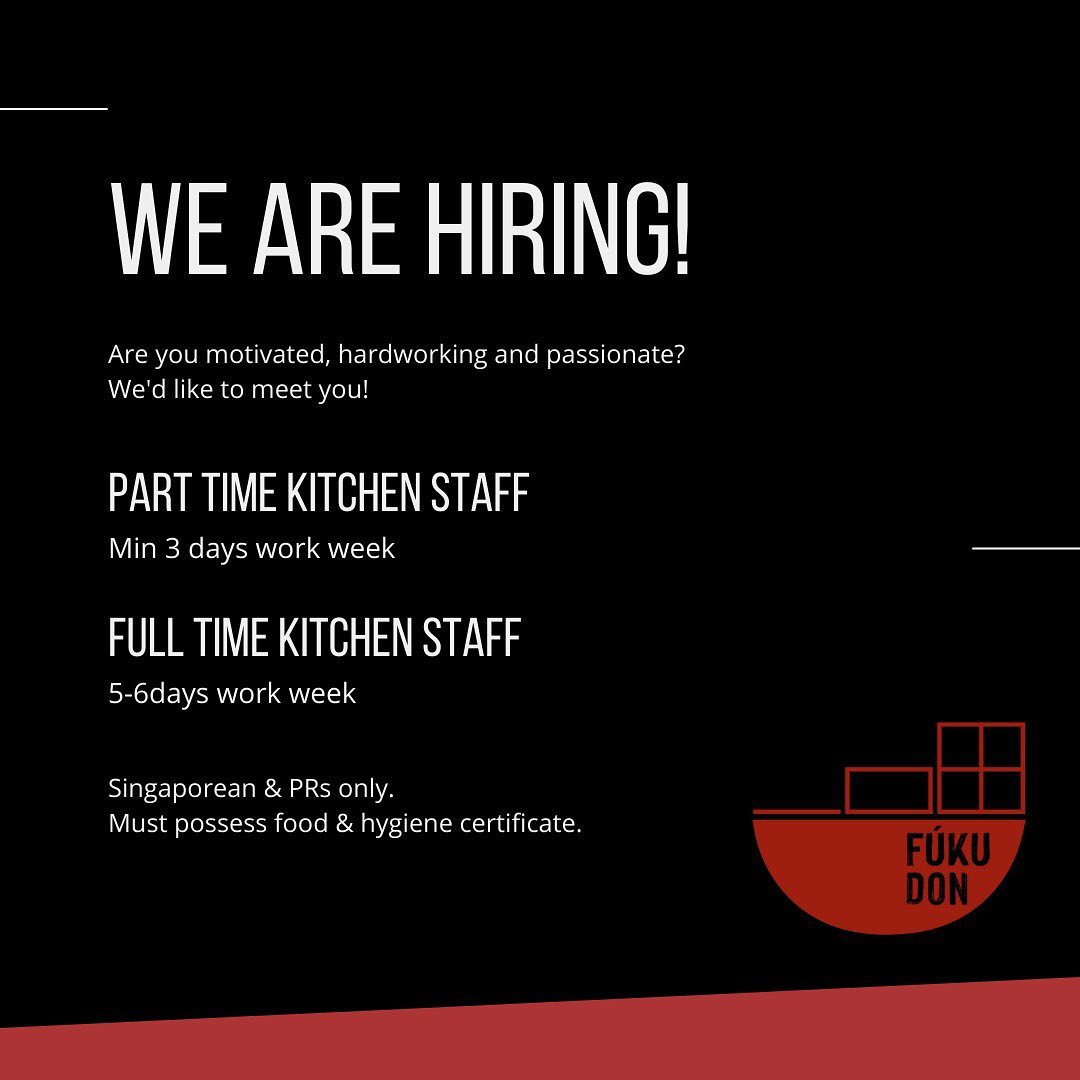 WE ARE HIRING!
Are you motivated, hardworking and passionate?
We'd like to meet you!
PART TIME KITCHEN STAFF
Min 3 days work week
FULL TIME KITCHEN STAFF
5-6days work week
Singaporean & PRs only.
Must possess food & hygiene certificate.
FÚKU
DON